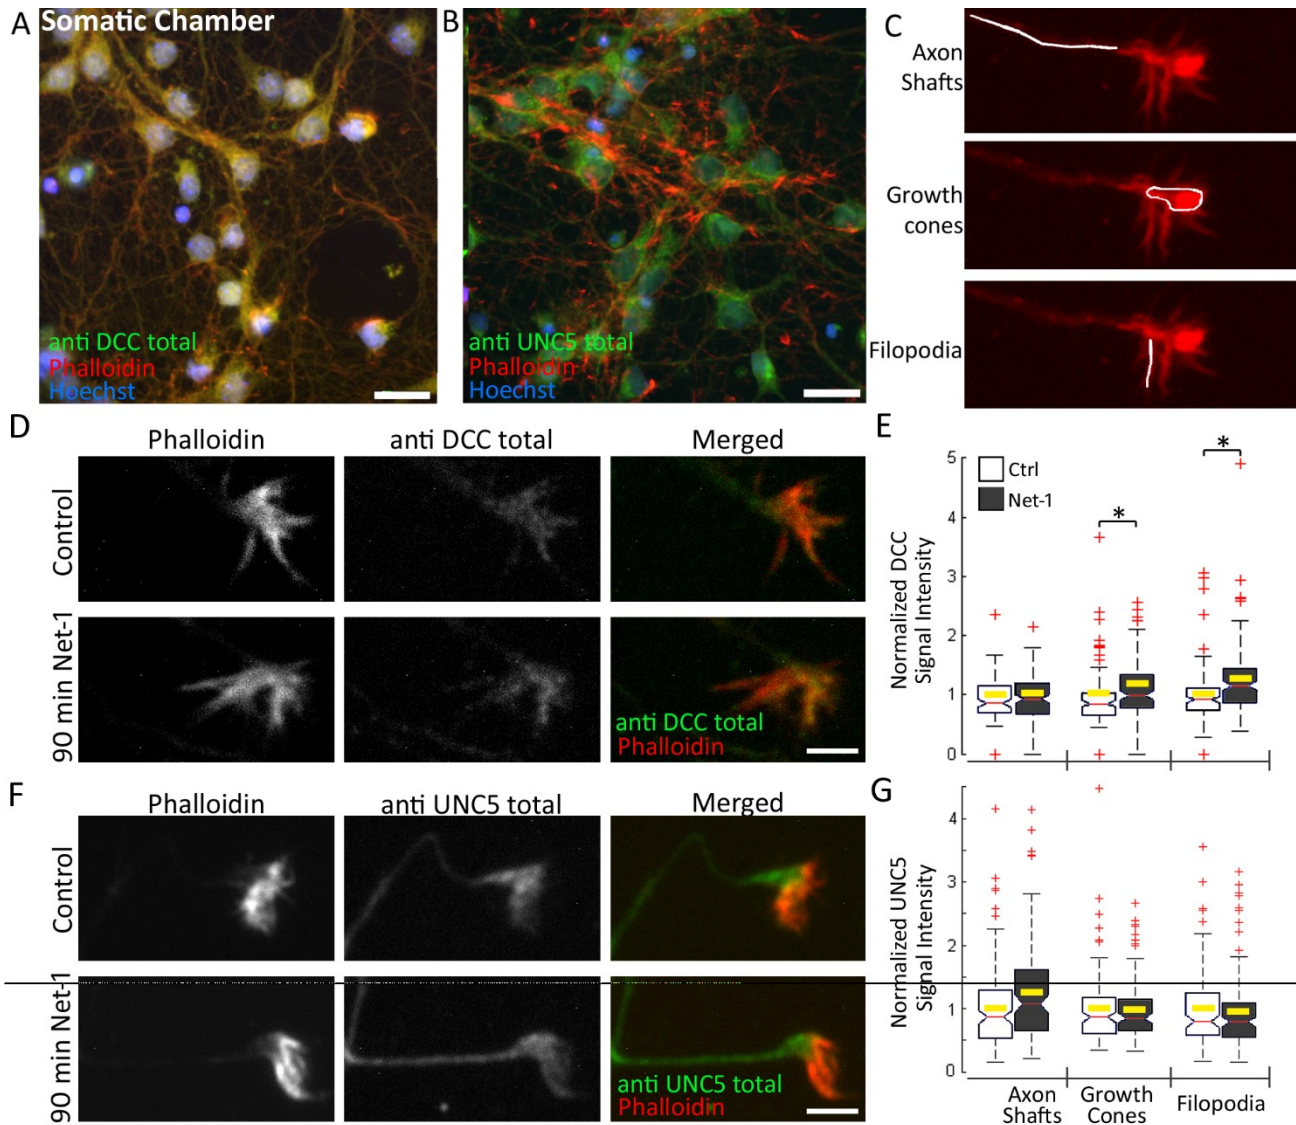 A Somatic Chamber
anti DCC total
Phalloidin
Hoechst
B
anti UNC5 total
Phalloidin
Hoechst
C
Axon
Shafts
Growth
cones
Filopodia
D
Phalloidin
anti DCC total
Merged
Control
90 min Net-1
anti DCC total
Phalloidin
E
Ctrl
Net-1
*
*
Normalized DCC
Signal Intensity
5
4
3
2
1
0
F
Phalloidin
anti UNC5 total
Merged
Control
90 min Net-1
anti UNC5 total
Phalloidin
G
Normalized UNC5
Signal Intensity
4
3
2
1
0
Axon
Shafts
Growth
Cones
Filopodia